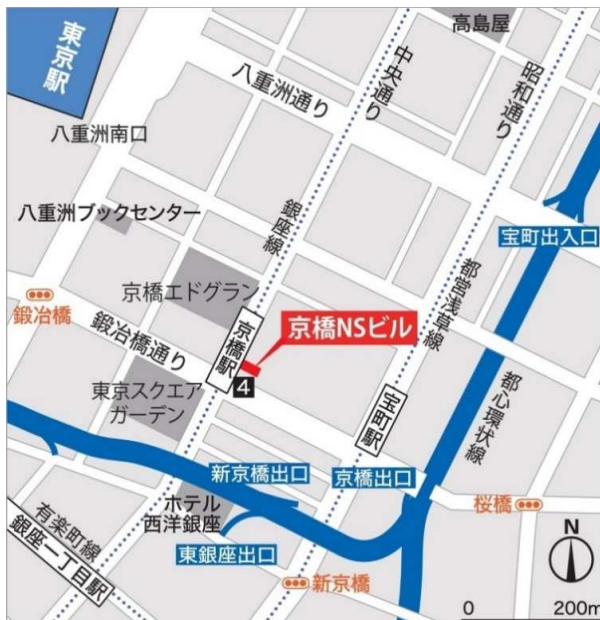 高島屋
東京駅
中央通り
昭和通り
八重洲通り
八重洲南口
八重洲ブックセンター
銀座線
宝町出入口
都営浅草線
京橋エドグラン
鍛冶橋
鍛冶橋通り
京橋駅
京橋NSビル
4
東京スクエア
ガーデン
宝町駅
都心環状線
新京橋出口
京橋出口
桜橋
ホテル
西洋銀座
有楽町線
銀座一丁目駅
東銀座出口
新京橋
N
0
200m